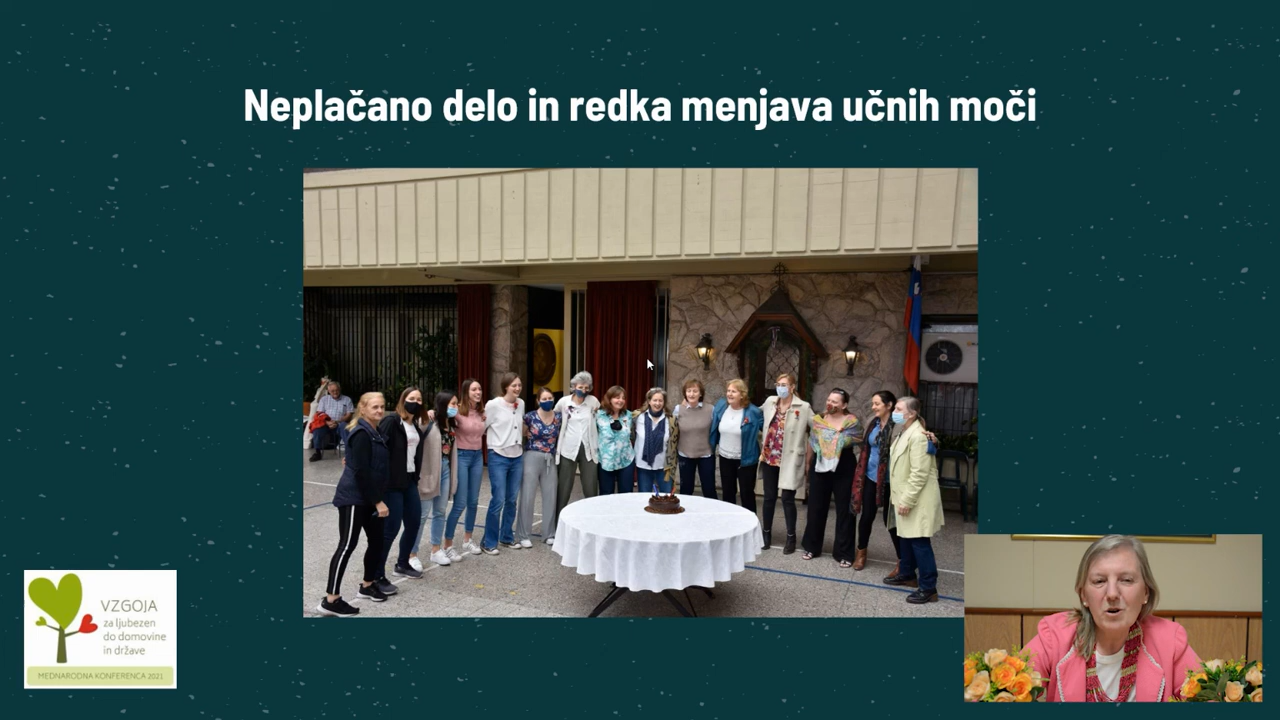 Neplačano delo in redka menjava učnih moči
VZGOJA
za ljubezen
do domovine
in države
MEDNARODNA KONFERENCA 2021